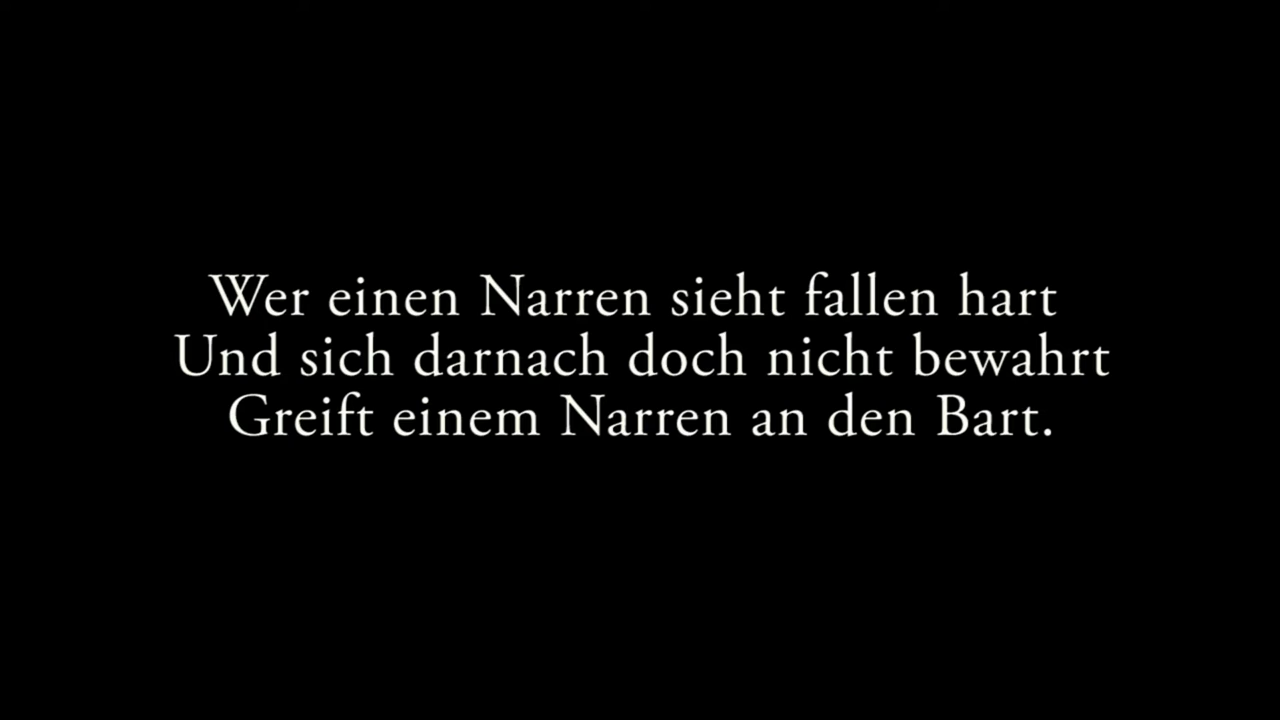 Wer einen Narren sieht fallen hart
Und sich darnach doch nicht bewahrt
Greift einem Narren an den Bart.